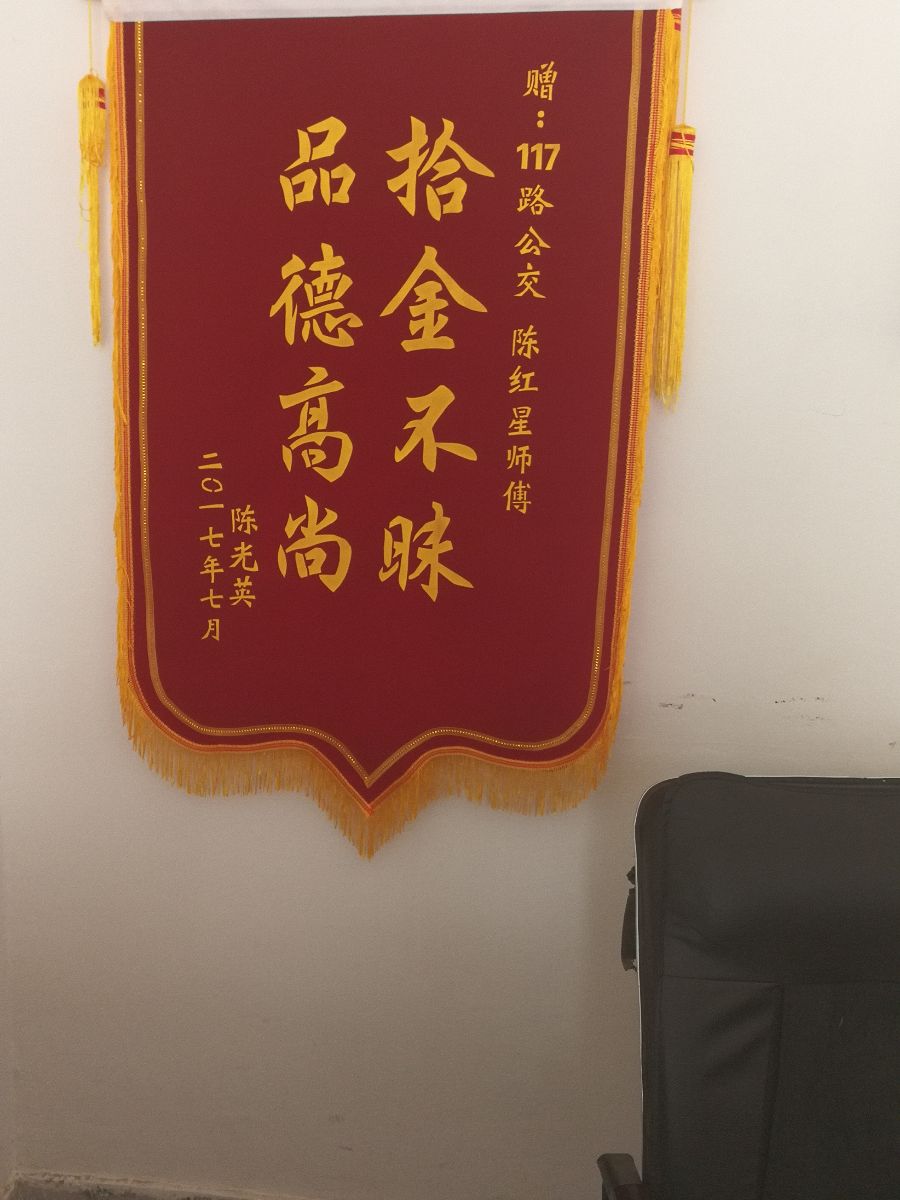 赠：117路公交 陈红星师傅
拾金不昧
品德高尚
陈光英
二〇一七年七月